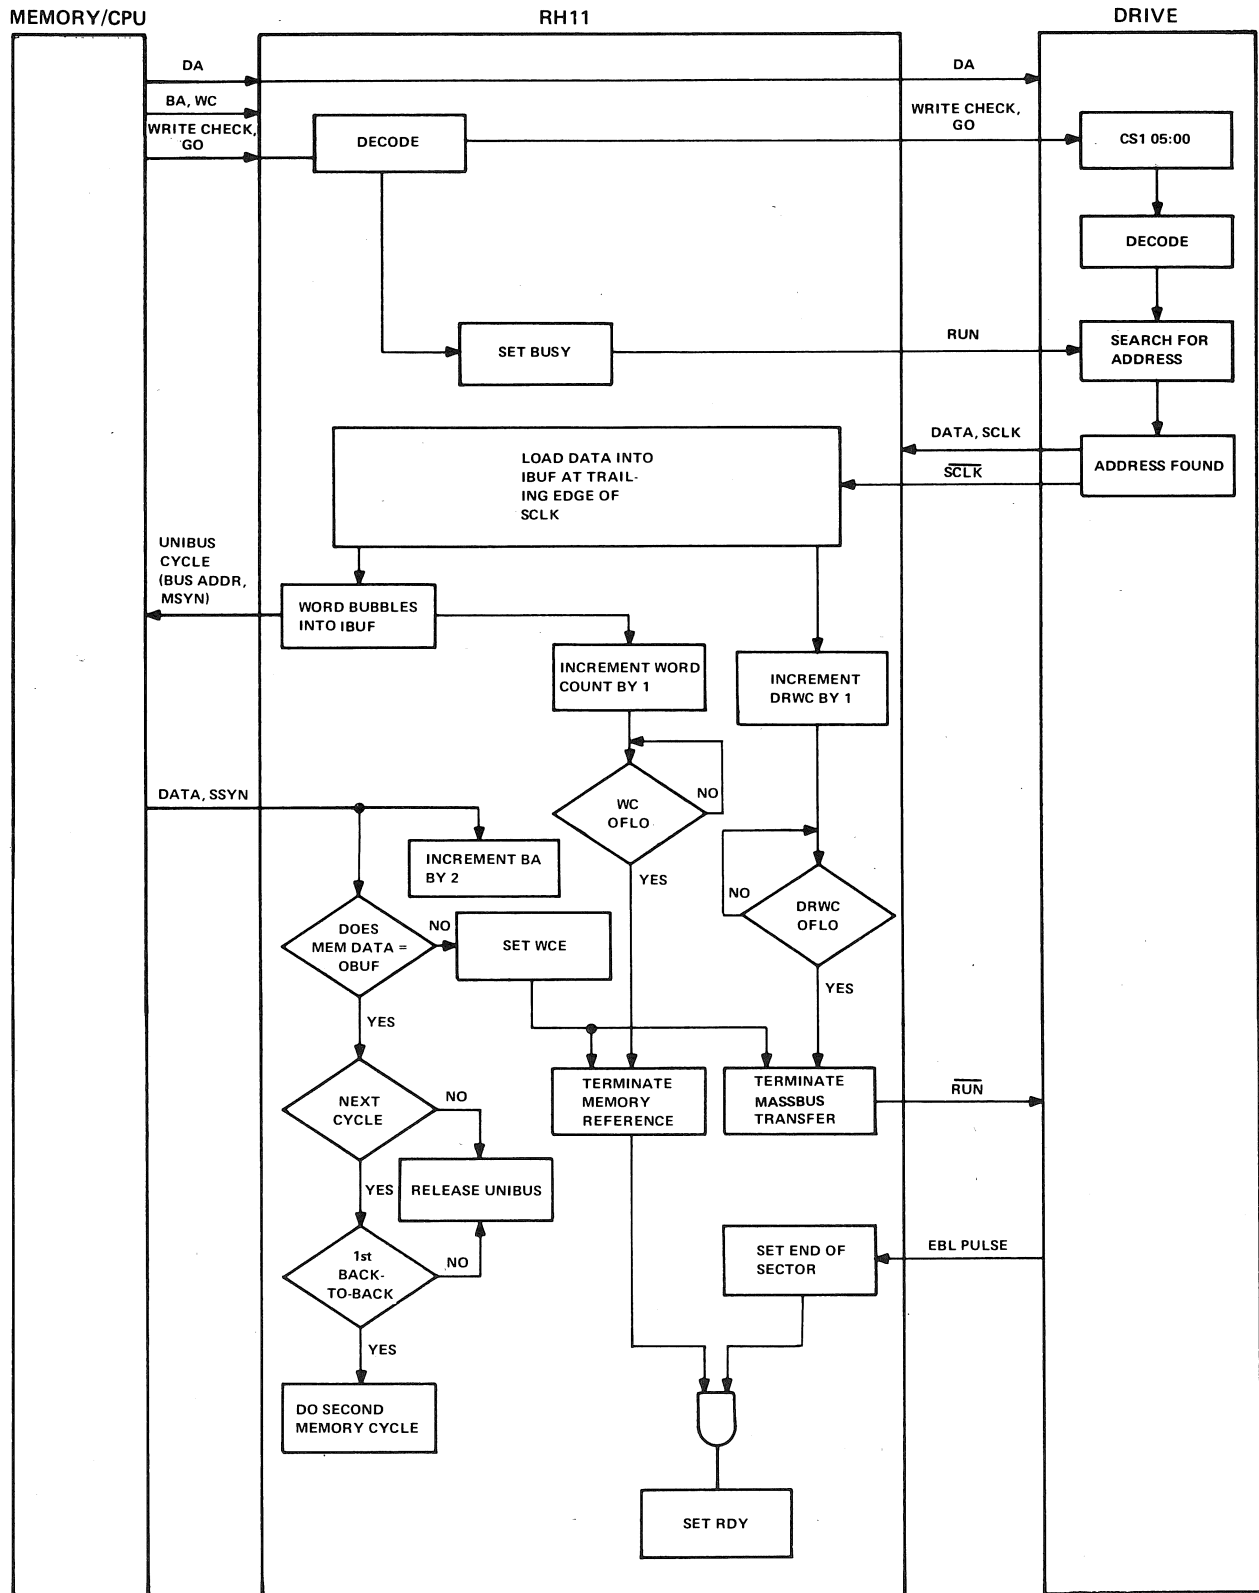 MEMORY/CPU
RH11
DRIVE
DA
DA
BA, WC
WRITE CHECK,
GO
DECODE
WRITE CHECK,
GO
CS1 05:00
DECODE
SET BUSY
RUN
SEARCH FOR
ADDRESS
LOAD DATA INTO
IBUF AT TRAIL-
ING EDGE OF
SCLK
DATA, SCLK
SCLK
ADDRESS FOUND
UNIBUS
CYCLE
(BUS ADDR,
MSYN)
WORD BUBBLES
INTO IBUF
INCREMENT WORD
COUNT BY 1
INCREMENT
DRWC BY 1
DATA, SSYN
WC
OFLO
NO
INCREMENT BA
BY 2
YES
NO
DRWC
OFLO
DOES
MEM DATA =
OBUF
NO
SET WCE
YES
YES
NEXT
CYCLE
NO
TERMINATE
MEMORY
REFERENCE
TERMINATE
MASSBUS
TRANSFER
RUN
YES
RELEASE UNIBUS
1st
BACK-
TO-BACK
NO
SET END OF
SECTOR
EBL PULSE
YES
DO SECOND
MEMORY CYCLE
SET RDY